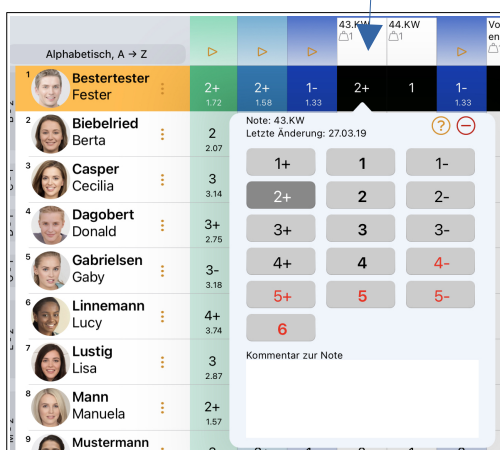 43.KW 44.KW Vo
1 1 en
1
Alphabetisch, A → Z
1 Bestertester
Fester
2+ 2+ 1- 2+ 1 1-
1.72 1.58 1.33 1.33
2 Biebelried
Berta
2
2.07
3 Casper
Cecilia
3
3.14
4 Dagobert
Donald
3+
2.75
5 Gabrielsen
Gaby
3-
3.18
6 Linnemann
Lucy
4+
3.74
7 Lustig
Lisa
3
2.87
8 Mann
Manuela
2+
1.57
9 Mustermann
Note: 43.KW
Letzte Änderung: 27.03.19
? −
1+ 1 1-
2+ 2 2-
3+ 3 3-
4+ 4 4-
5+ 5 5-
6
Kommentar zur Note